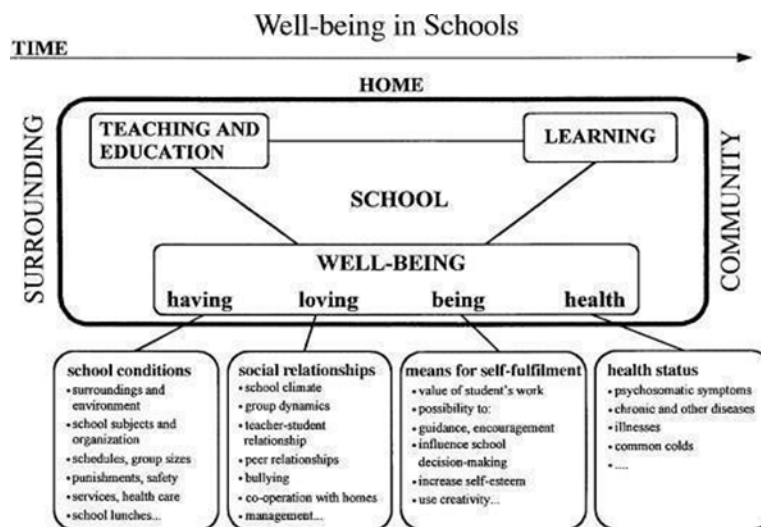 Well-being in Schools
TIME
HOME
SURROUNDING
COMMUNITY
TEACHING AND
EDUCATION
LEARNING
SCHOOL
WELL-BEING
having loving being health
school conditions
•surroundings and
environment
•school subjects and
organization
•schedules, group sizes
•punishments, safety
•services, health care
•school lunches...
social relationships
•school climate
•group dynamics
•teacher-student
relationship
•peer relationships
•bullying
•co-operation with homes
•management...
means for self-fulfilment
•value of student's work
•possibility to:
•guidance, encouragement
•influence school
decision-making
•increase self-esteem
•use creativity...
health status
•psychosomatic symptoms
•chronic and other diseases
•illnesses
•common colds
•....